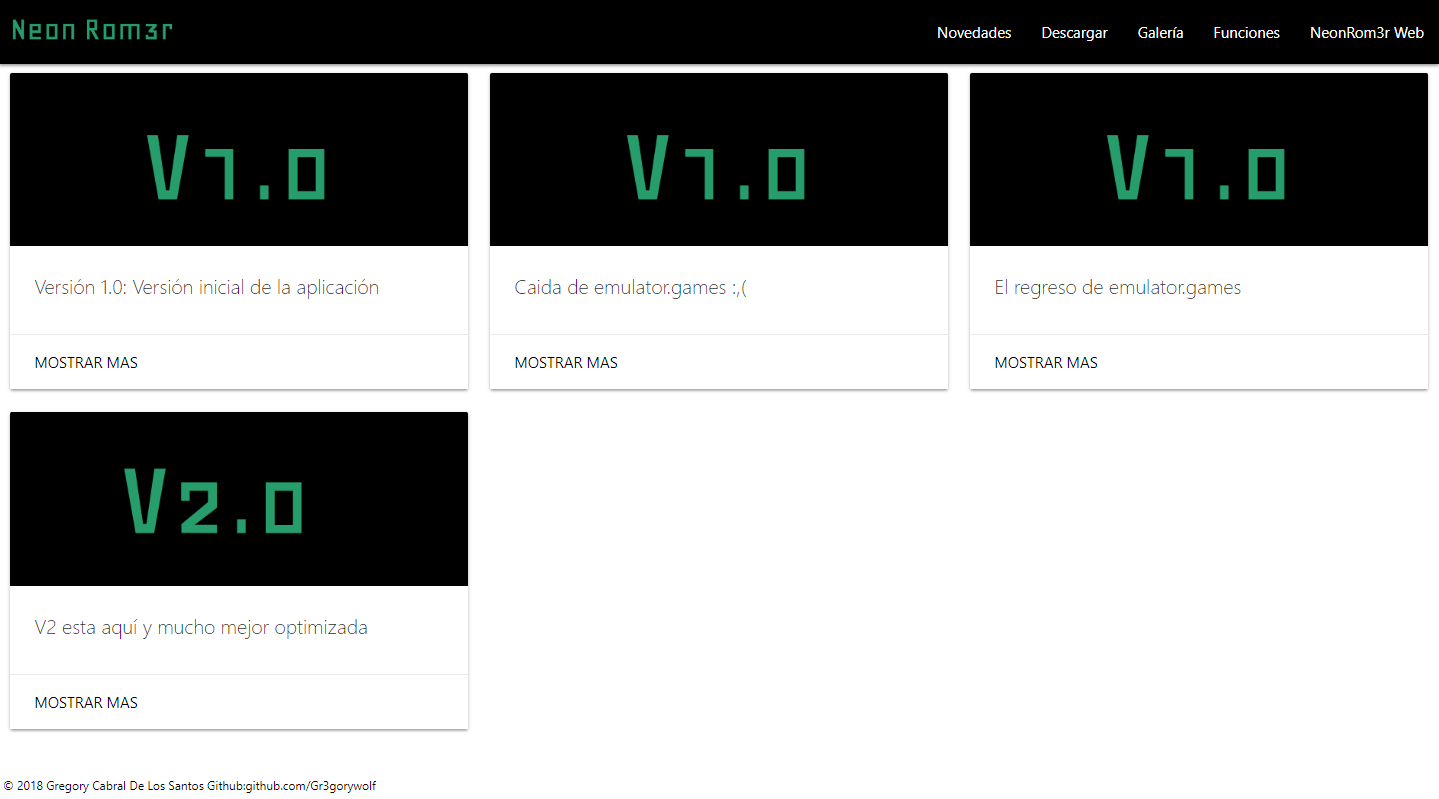 Neon Rom3r
Novedades Descargar Galería Funciones NeonRom3r Web
V1.0 V1.0 V1.0
Versión 1.0: Versión inicial de la aplicación
Caida de emulator.games :,(
El regreso de emulator.games
MOSTRAR MAS MOSTRAR MAS MOSTRAR MAS
V2.0
V2 esta aquí y mucho mejor optimizada
MOSTRAR MAS
© 2018 Gregory Cabral De Los Santos Github:github.com/Gr3gorywolf